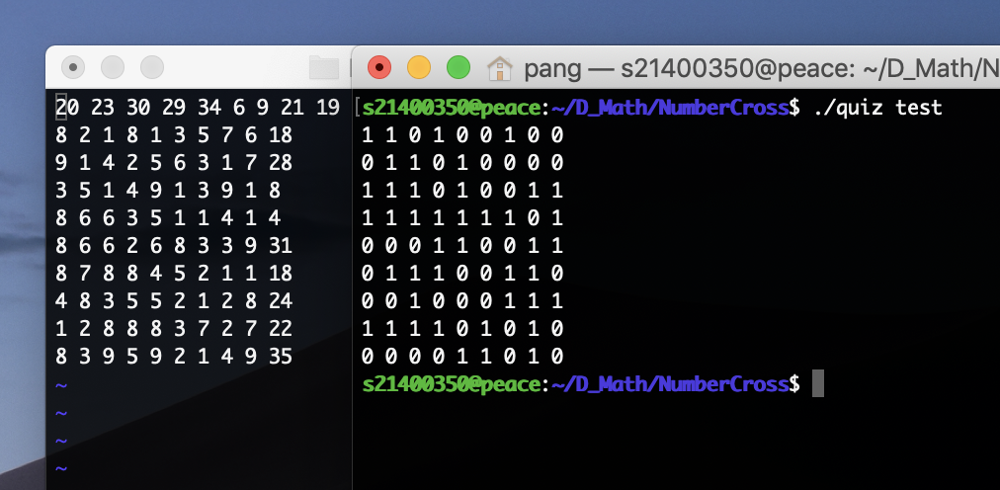 pang — s21400350@peace: ~/D_Math/N
20 23 30 29 34 6 9 21 19
8 2 1 8 1 3 5 7 6 18
9 1 4 2 5 6 3 1 7 28
3 5 1 4 9 1 3 9 1 8
8 6 6 3 5 1 1 4 1 4
8 6 6 2 6 8 3 3 9 31
8 7 8 8 4 5 2 1 1 18
4 8 3 5 5 2 1 2 8 24
1 2 8 8 8 3 7 2 7 22
8 3 9 5 9 2 1 4 9 35
~
~
~
~
[s21400350@peace:~/D_Math/NumberCross$ ./quiz test
1 1 0 1 0 0 1 0 0
0 1 1 0 1 0 0 0 0
1 1 1 0 1 0 0 1 1
1 1 1 1 1 1 1 0 1
0 0 0 1 1 0 0 1 1
0 1 1 1 0 0 1 1 0
0 0 1 0 0 0 1 1 1
1 1 1 1 0 1 0 1 0
0 0 0 0 1 1 0 1 0
s21400350@peace:~/D_Math/NumberCross$